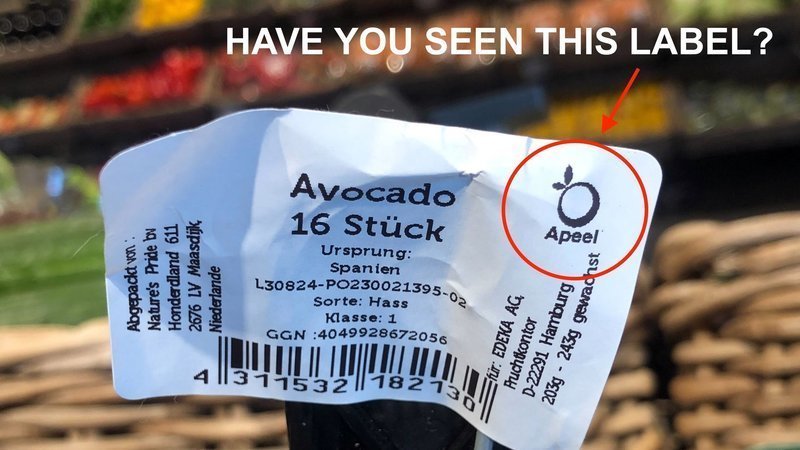 HAVE YOU SEEN THIS LABEL?
Avocado
16 Stück
Ursprung:
Spanien
L30824-PO230021395-02
Sorte: Hass
Klasse: 1
GGN :4049928672056
4 311532 182130
Abgepackt von :
Nature's Pride bv
Honderdland 611
2676 LV Maasdijk,
Niederlande
Apeel
für: EDEKA AG,
Fruchtkontor
D-22291 Hamburg
203g - 243g gewachst